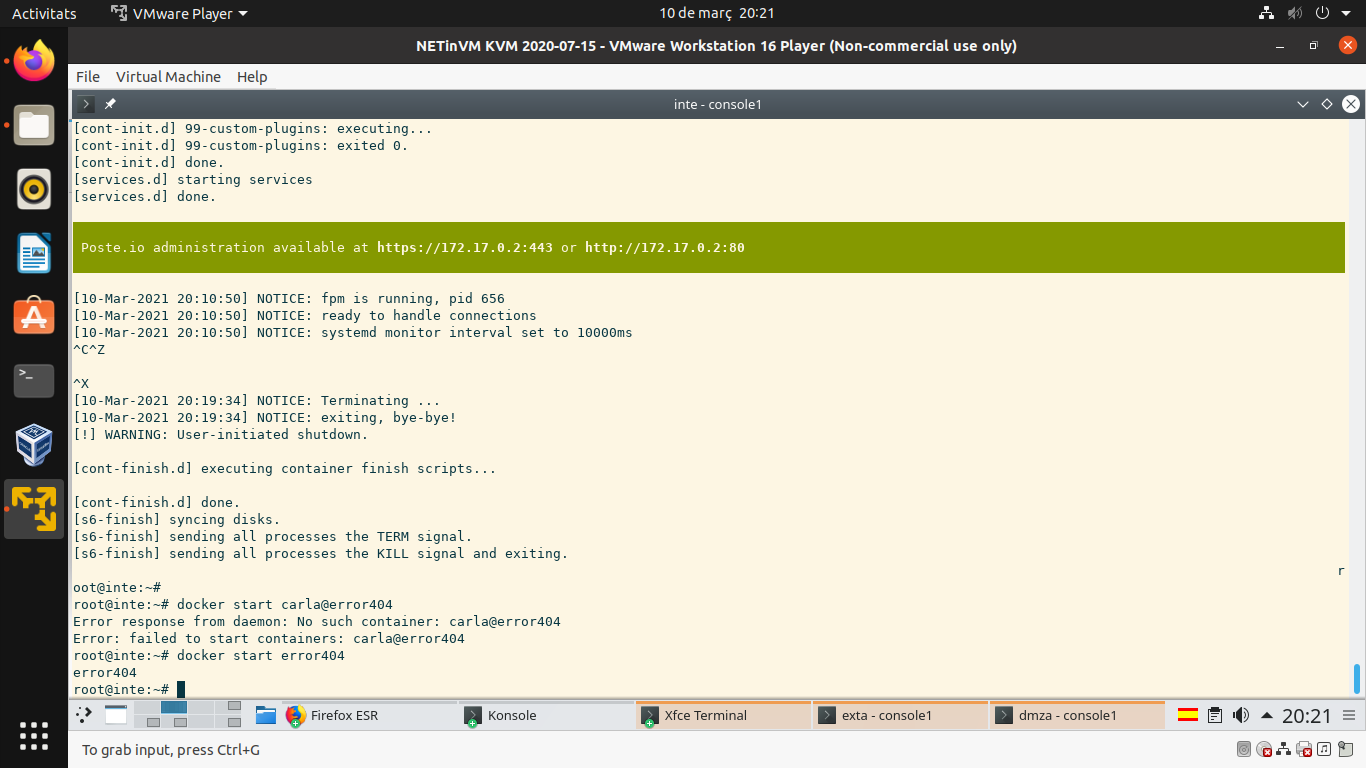 Activitats
VMware Player
10 de març 20:21
NETinVM KVM 2020-07-15 - VMware Workstation 16 Player (Non-commercial use only)
File Virtual Machine Help
inte - console1
[cont-init.d] 99-custom-plugins: executing...
[cont-init.d] 99-custom-plugins: exited 0.
[cont-init.d] done.
[services.d] starting services
[services.d] done.
Poste.io administration available at https://172.17.0.2:443 or http://172.17.0.2:80
[10-Mar-2021 20:10:50] NOTICE: fpm is running, pid 656
[10-Mar-2021 20:10:50] NOTICE: ready to handle connections
[10-Mar-2021 20:10:50] NOTICE: systemd monitor interval set to 10000ms
^C^Z
^X
[10-Mar-2021 20:19:34] NOTICE: Terminating ...
[10-Mar-2021 20:19:34] NOTICE: exiting, bye-bye!
[!] WARNING: User-initiated shutdown.
[cont-finish.d] executing container finish scripts...
[cont-finish.d] done.
[s6-finish] syncing disks.
[s6-finish] sending all processes the TERM signal.
[s6-finish] sending all processes the KILL signal and exiting.
r
oot@inte:~#
root@inte:~# docker start carla@error404
Error response from daemon: No such container: carla@error404
Error: failed to start containers: carla@error404
root@inte:~# docker start error404
error404
root@inte:~#
Firefox ESR
Konsole
Xfce Terminal
exta - console1
dmza - console1
20:21
To grab input, press Ctrl+G